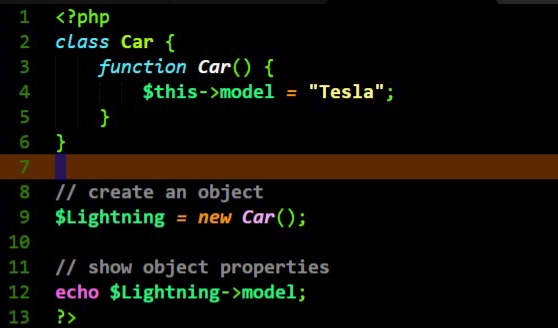 1 <?php
2 class Car {
3     function Car() {
4         $this->model = "Tesla";
5     }
6 }
7
8 // create an object
9 $Lightning = new Car();
10
11 // show object properties
12 echo $Lightning->model;
13 ?>